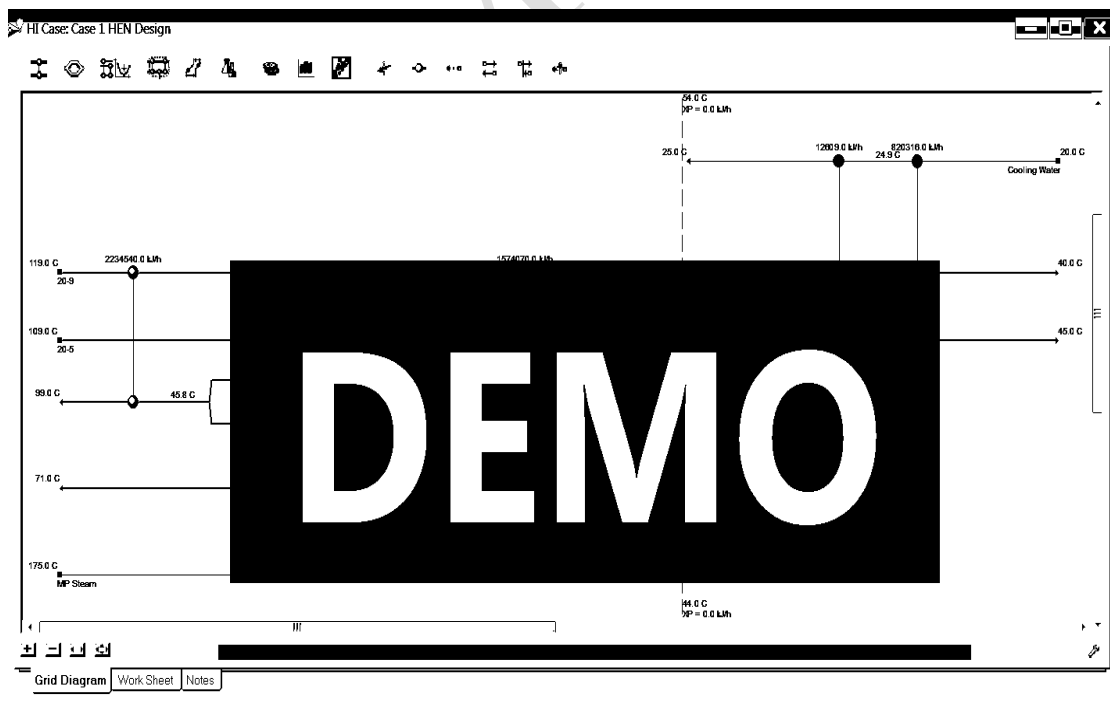 HI Case: Case 1 HEN Design
54.0 C
XP = 0.0 kJ/h
25.0 C
12609.0 kJ/h
24.9 C
820316.0 kJ/h
20.0 C
Cooling Water
119.0 C
20-9
2234540.0 kJ/h
1574070.0 kJ/h
40.0 C
109.0 C
20-5
45.0 C
99.0 C
45.8 C
DEMO
71.0 C
175.0 C
MP Steam
44.0 C
XP = 0.0 kJ/h
Grid Diagram Work Sheet Notes